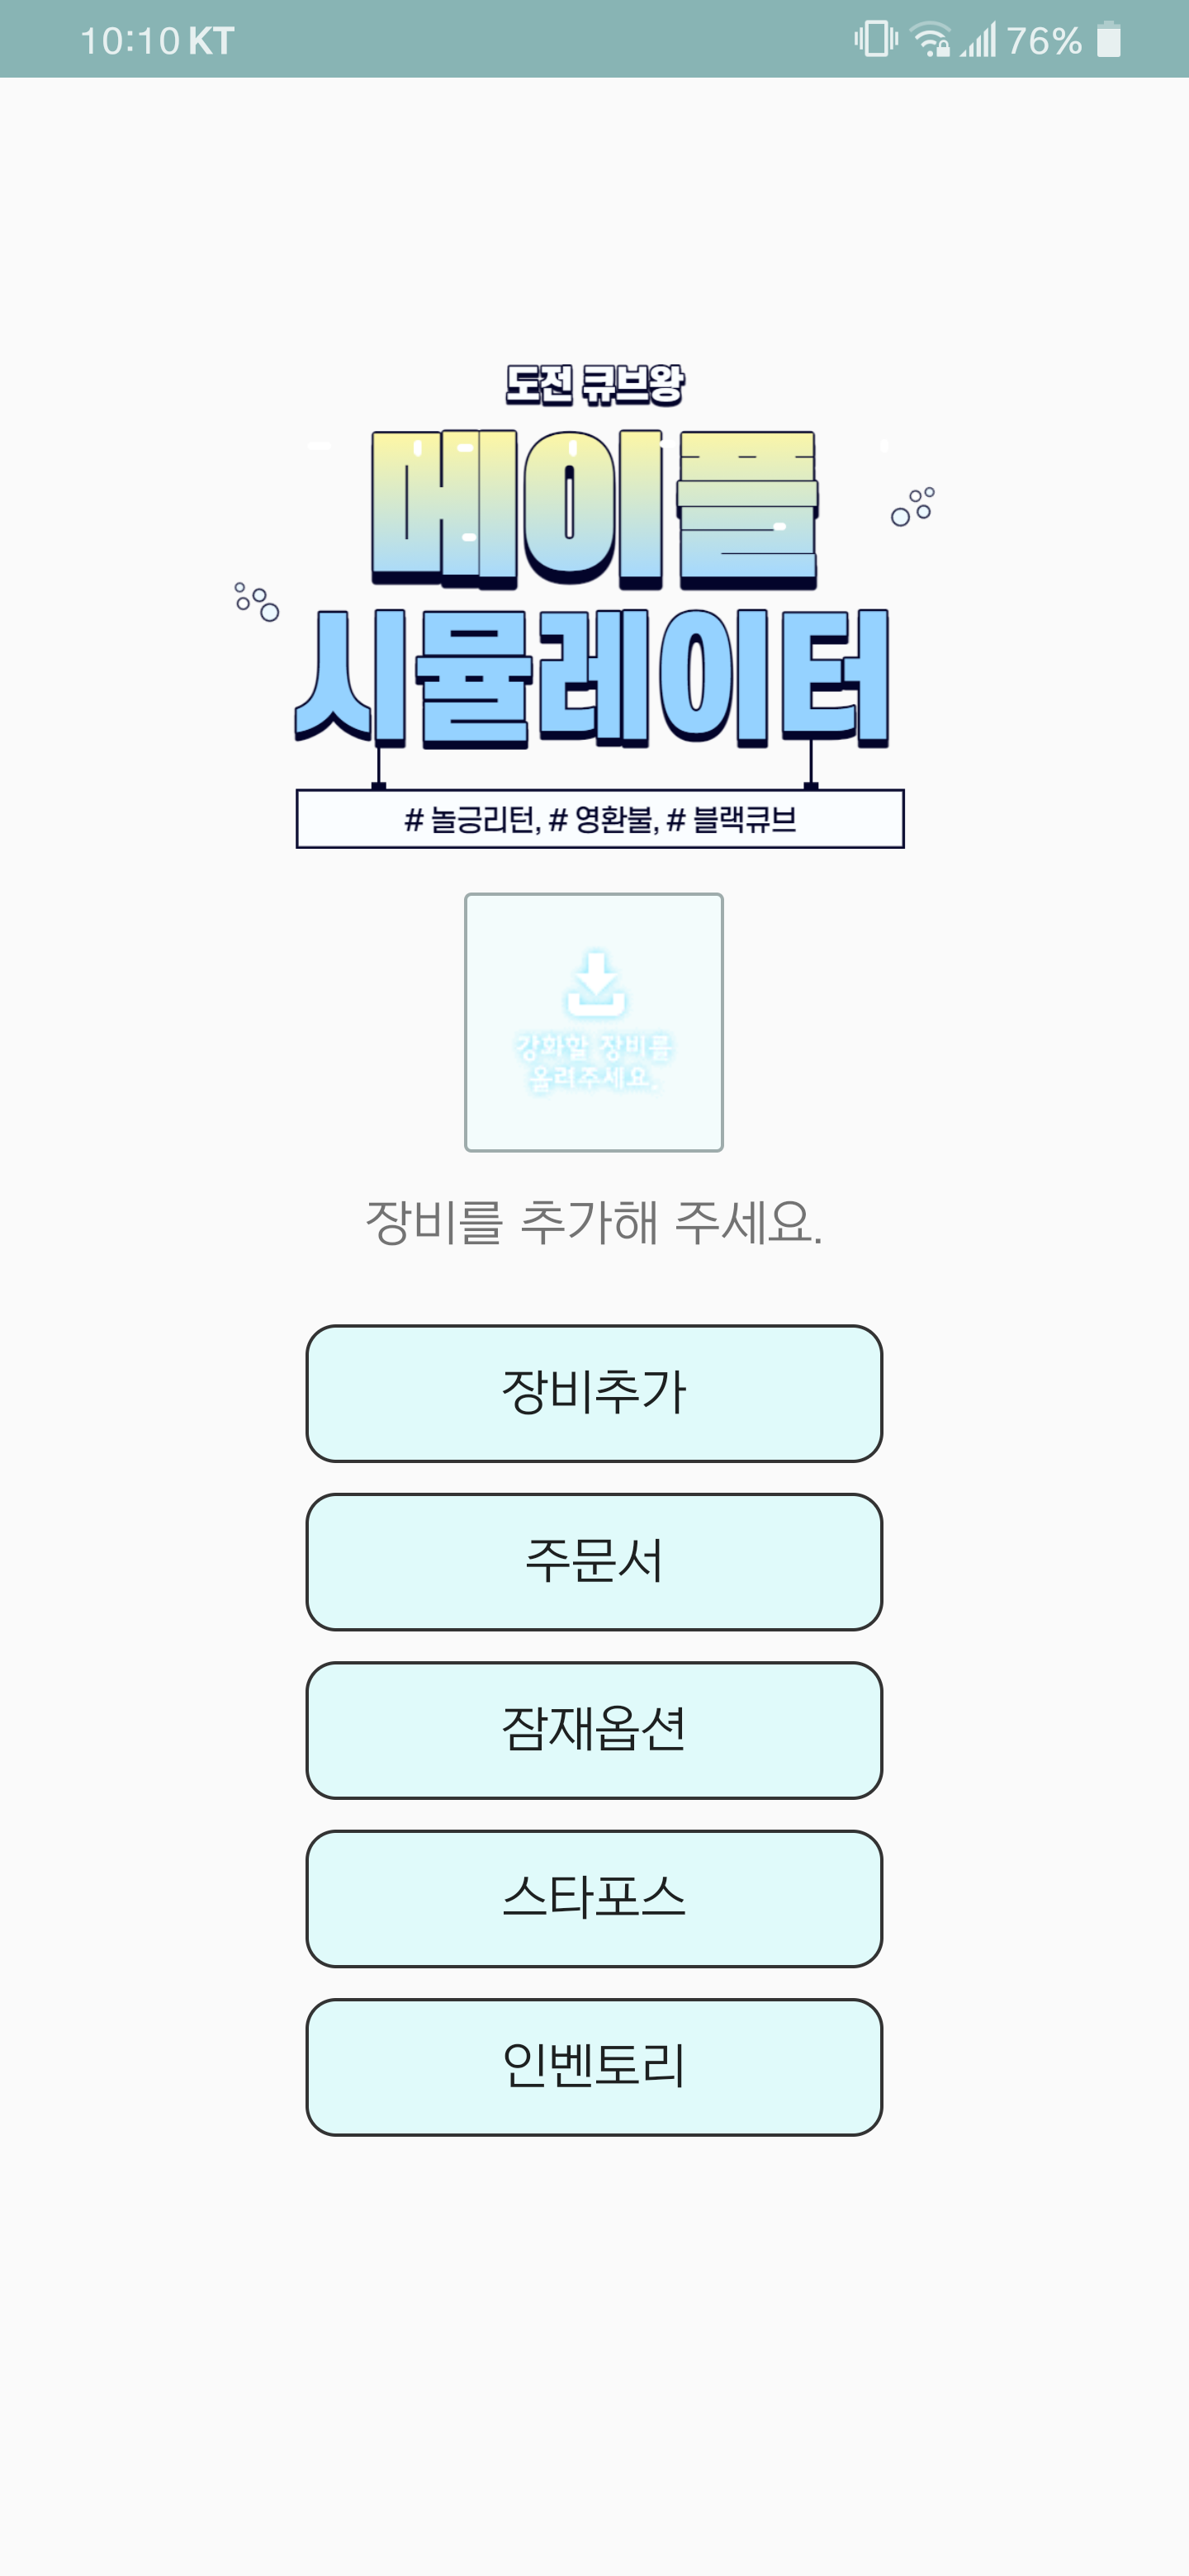 10:10 KT 76%
도전 큐브왕
메이플
시뮬레이터
# 놀긍리턴, # 영환불, # 블랙큐브
강화할 장비를
올려주세요.
장비를 추가해 주세요.
장비추가
주문서
잠재옵션
스타포스
인벤토리